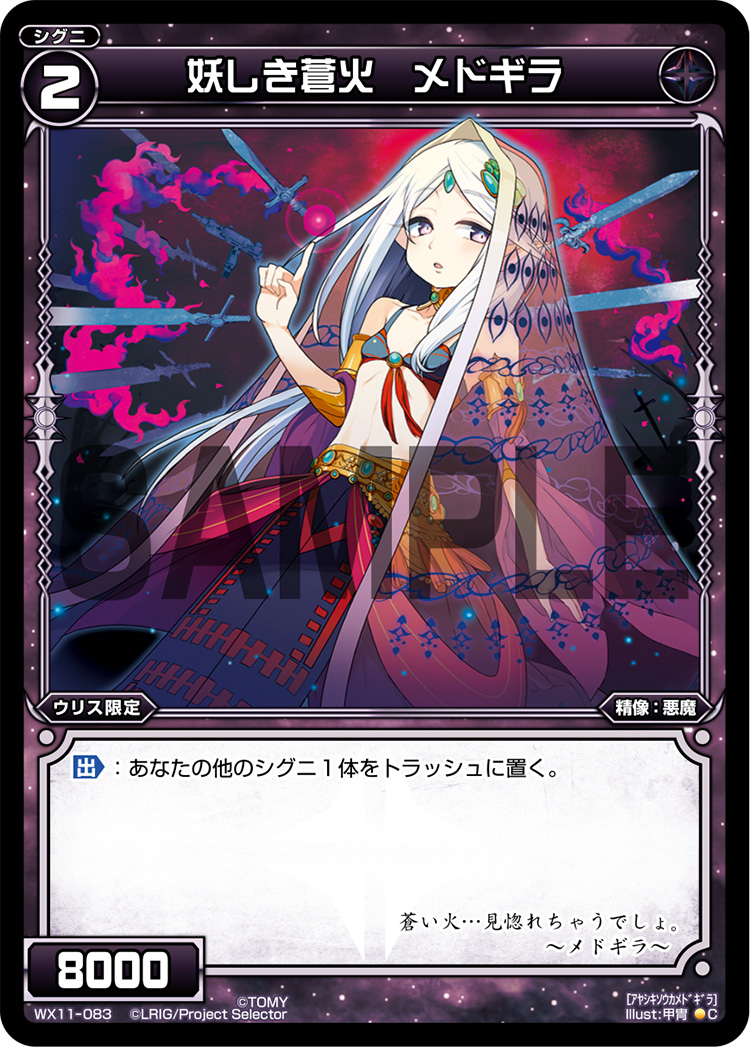 シグニ
2
妖しき蒼火 メドギラ
SAMPLE
ウリス限定
精像：悪魔
出：あなたの他のシグニ１体をトラッシュに置く。
蒼い火…見惚れちゃうでしょ。
～メドギラ～
8000
©TOMY
[ｱﾔｼｷｿｳｶﾒﾄﾞｷﾞﾗ]
WX11-083 ©LRIG/Project Selector
Illust:甲冑 C